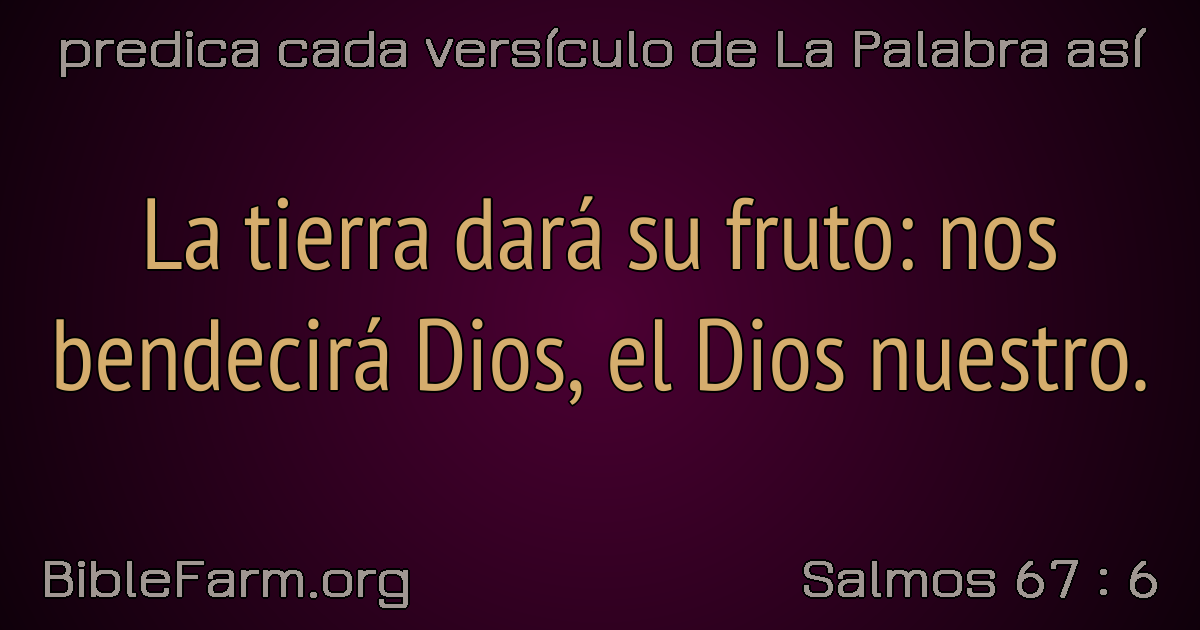 predica cada versículo de La Palabra así
La tierra dará su fruto: nos
bendecirá Dios, el Dios nuestro.
BibleFarm.org
Salmos 67 : 6